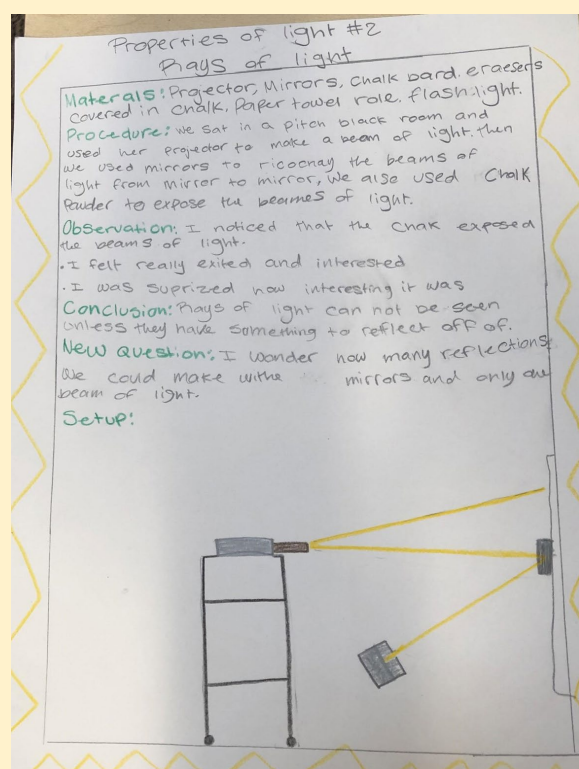 Properties of light #2
Rays of light
Materals: Projector, Mirrors, Chalk bard. eraesers
covered in chalk. Paper towel role. flash light.
Procedure: we sat in a pitch black room and
used her projector to make a beam of light. then
we used mirrors to ricochay the beams of
light from mirror to mirror, We also used Chalk
Powder to expose the beames of light.
Observation: I noticed that the chak exposed
the beams of light.
• I felt really exited and interested
• I was suprized how interesting it was
Conclusion: Rays of light can not be seen
unless they have something to reflect off of.
New Question: I wonder how many reflections
We could make withe mirrors and only one
beam of light.
Setup: